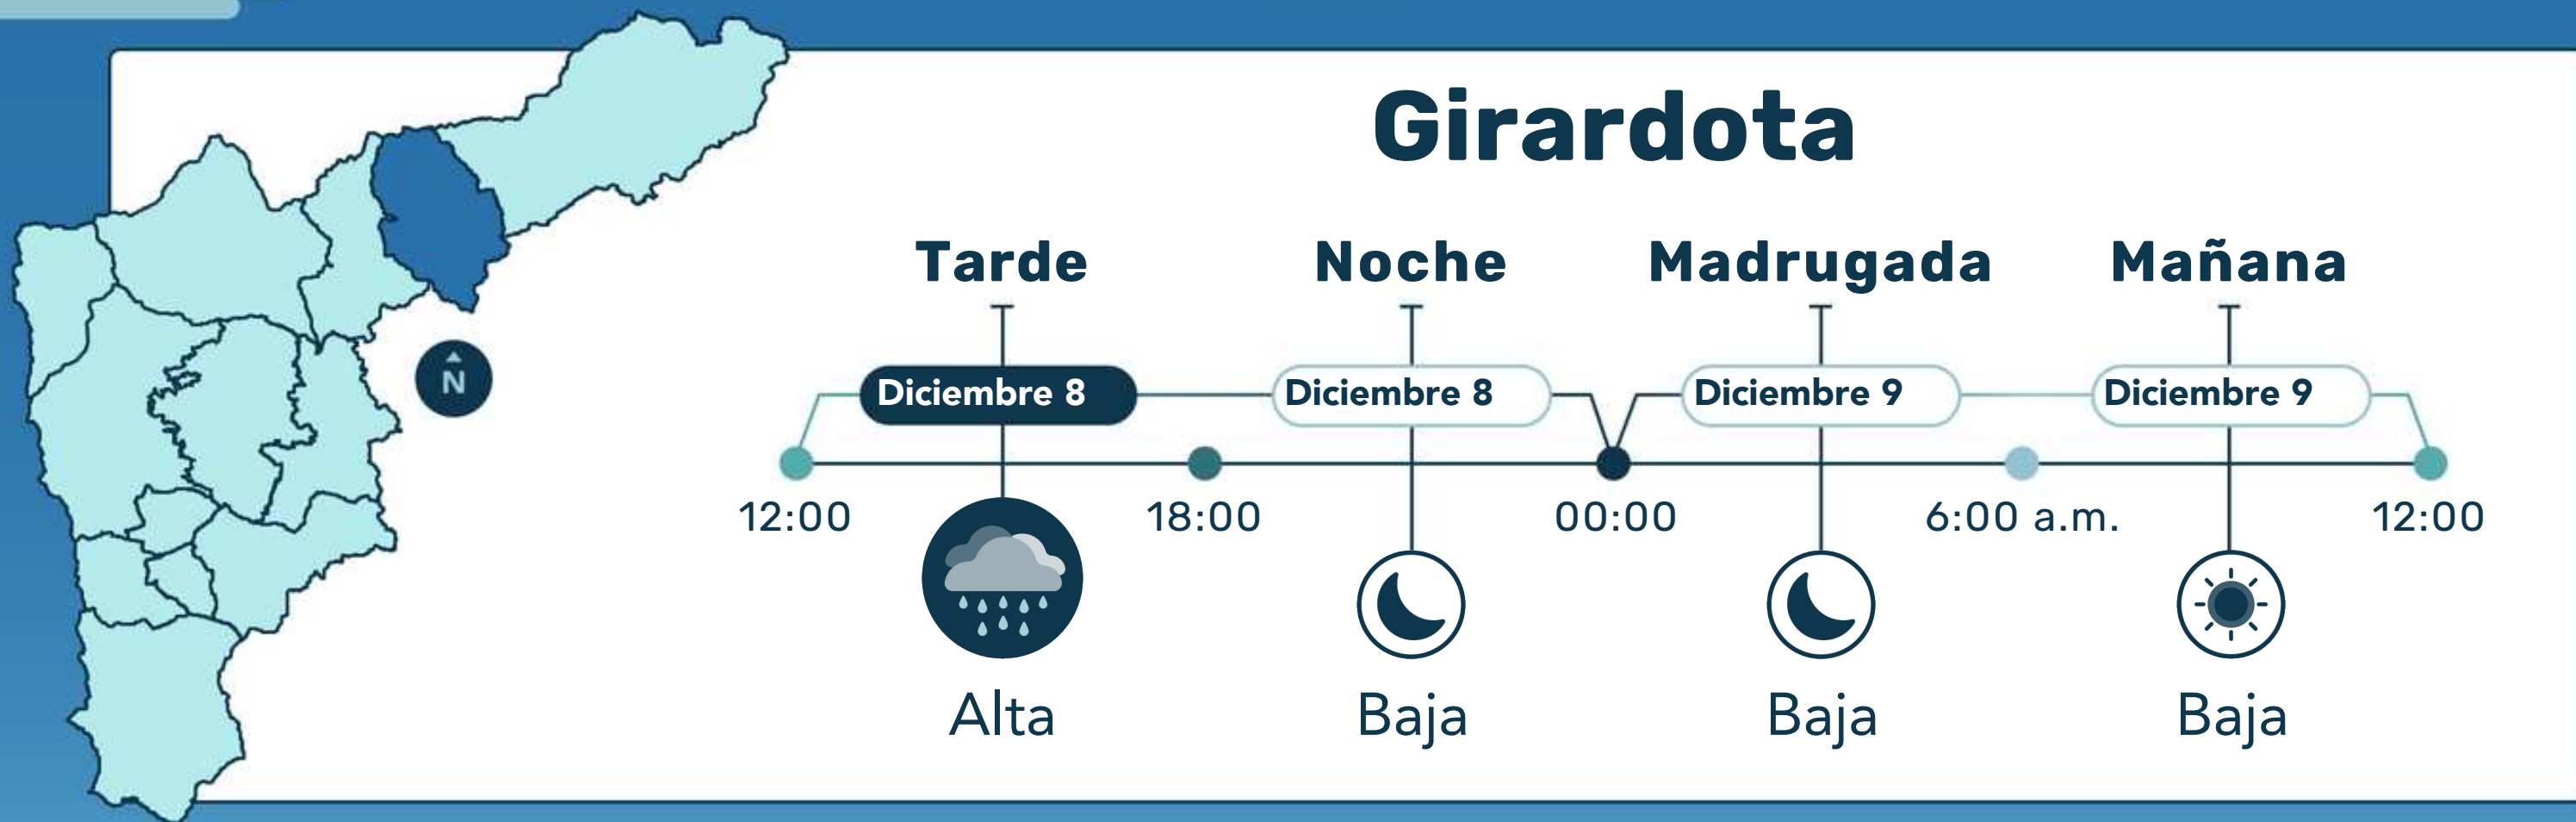 Girardota
Tarde Noche Madrugada Mañana
Diciembre 8 Diciembre 8 Diciembre 9 Diciembre 9
N
12:00 18:00 00:00 6:00 a.m. 12:00
Alta Baja Baja Baja